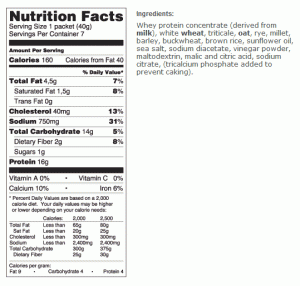 Nutrition Facts
Serving Size 1 packet (40g)
Servings Per Container 7
Amount Per Serving
Calories 160 Calories from Fat 40
% Daily Value*
Total Fat 4,5g 7%
Saturated Fat 1,5g 8%
Trans Fat 0g
Cholesterol 40mg 13%
Sodium 750mg 31%
Total Carbohydrate 14g 5%
Dietary Fiber 2g 8%
Sugars 1g
Protein 16g
Vitamin A 0% • Vitamin C 0%
Calcium 10% • Iron 6%
* Percent Daily Values are based on a 2,000
calorie diet. Your daily values may be higher
or lower depending on your calorie needs:
Calories: 2,000 2,500
Total Fat Less than 65g 80g
Sat Fat Less than 20g 25g
Cholesterol Less than 300mg 300mg
Sodium Less than 2,400mg 2,400mg
Total Carbohydrate 300g 375g
Dietary Fiber 25g 30g
Calories per gram:
Fat 9 • Carbohydrate 4 • Protein 4
Ingredients:
Whey protein concentrate (derived from
milk), white wheat, triticale, oat, rye, millet,
barley, buckwheat, brown rice, sunflower oil,
sea salt, sodium diacetate, vinegar powder,
maltodextrin, malic and citric acid, sodium
citrate, (tricalcium phosphate added to
prevent caking).